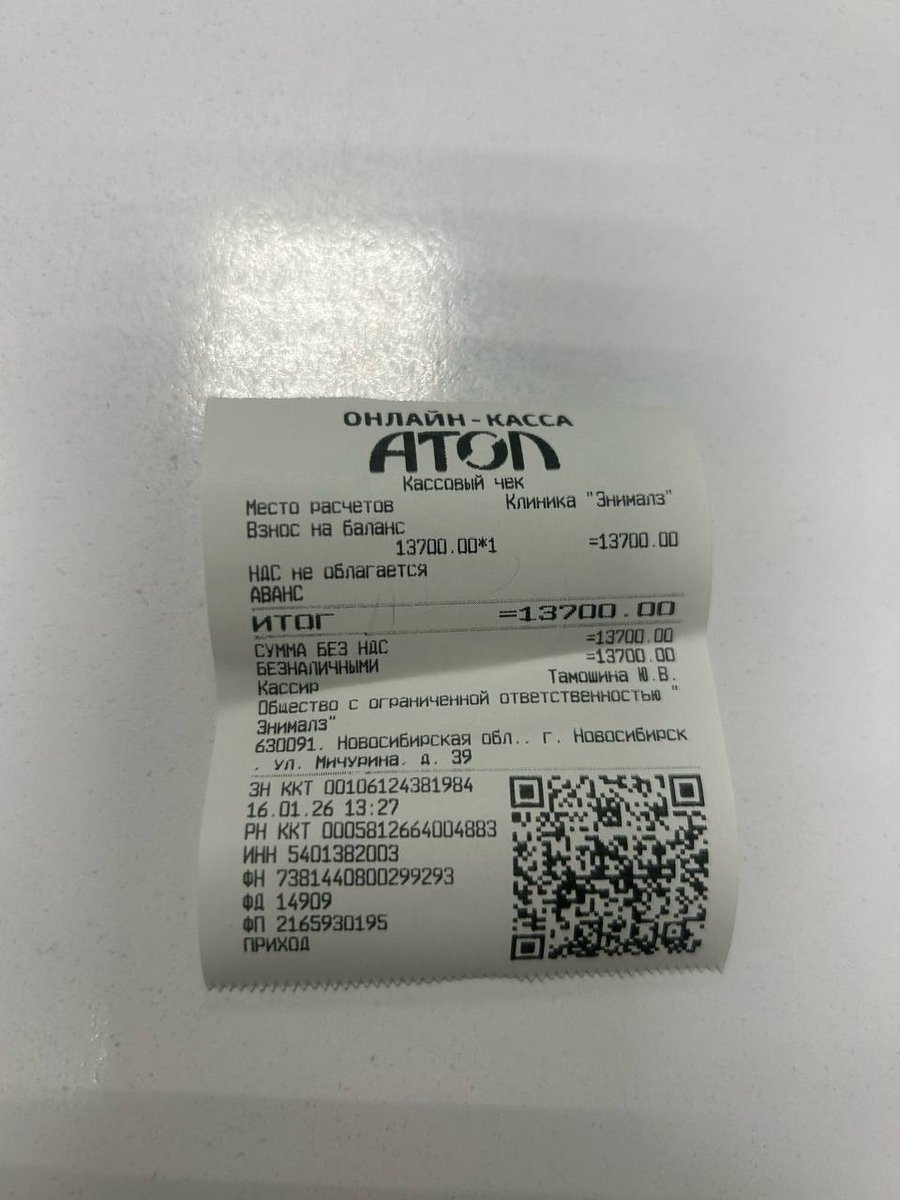 ОНЛАЙН-КАССА
АТОЛ
Кассовый чек
Место расчетов Клиника "Энималз"
Взнос на баланс
13700.00*1 =13700.00
НДС не облагается
АВАНС
ИТОГ =13700.00
СУММА БЕЗ НДС =13700.00
БЕЗНАЛИЧНЫМИ =13700.00
Кассир Тамошина Ю.В.
Общество с ограниченной ответственностью "
Энималз"
630091, Новосибирская обл., г. Новосибирск
, ул. Мичурина, д. 39
ЗН ККТ 00106124381984
16.01.26 13:27
РН ККТ 0005812664004883
ИНН 5401382003
ФН 7381440800299293
ФД 14909
ФП 2165930195
ПРИХОД